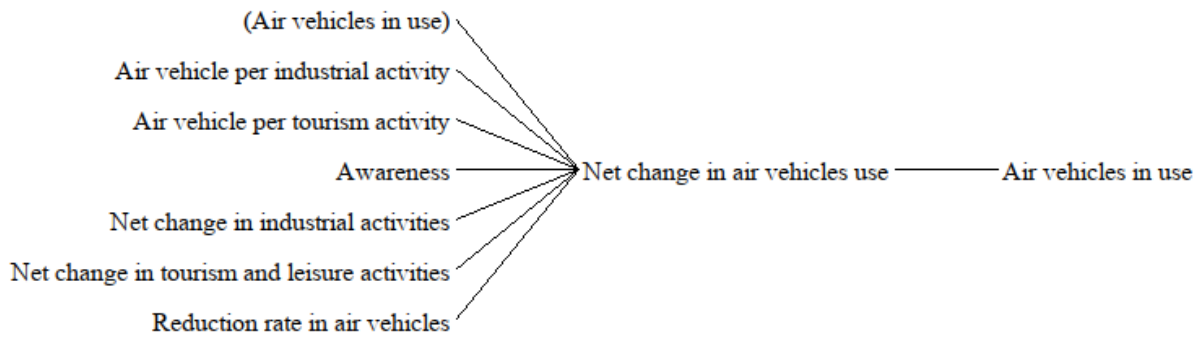 (Air vehicles in use)
Air vehicle per industrial activity
Air vehicle per tourism activity
Awareness
Net change in industrial activities
Net change in tourism and leisure activities
Reduction rate in air vehicles
Net change in air vehicles use
Air vehicles in use